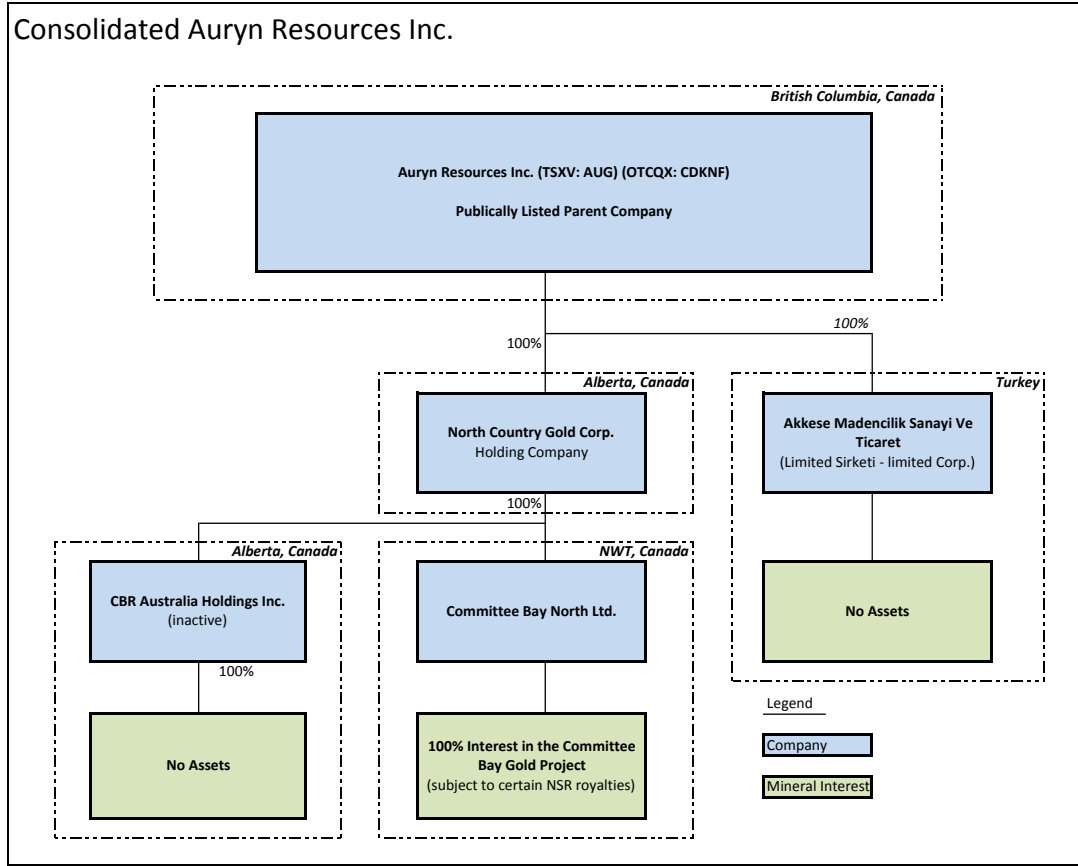 Consolidated Auryn Resources Inc.
British Columbia, Canada
Auryn Resources Inc. (TSXV: AUG) (OTCQX: CDKNF)
Publically Listed Parent Company
100%
100%
Alberta, Canada
North Country Gold Corp.
Holding Company
Turkey
Akkese Madencilik Sanayi Ve
Ticaret
(Limited Sirketi - limited Corp.)
100%
Alberta, Canada
CBR Australia Holdings Inc.
(inactive)
NWT, Canada
Committee Bay North Ltd.
No Assets
100%
No Assets
100% Interest in the Committee
Bay Gold Project
(subject to certain NSR royalties)
Legend
Company
Mineral Interest